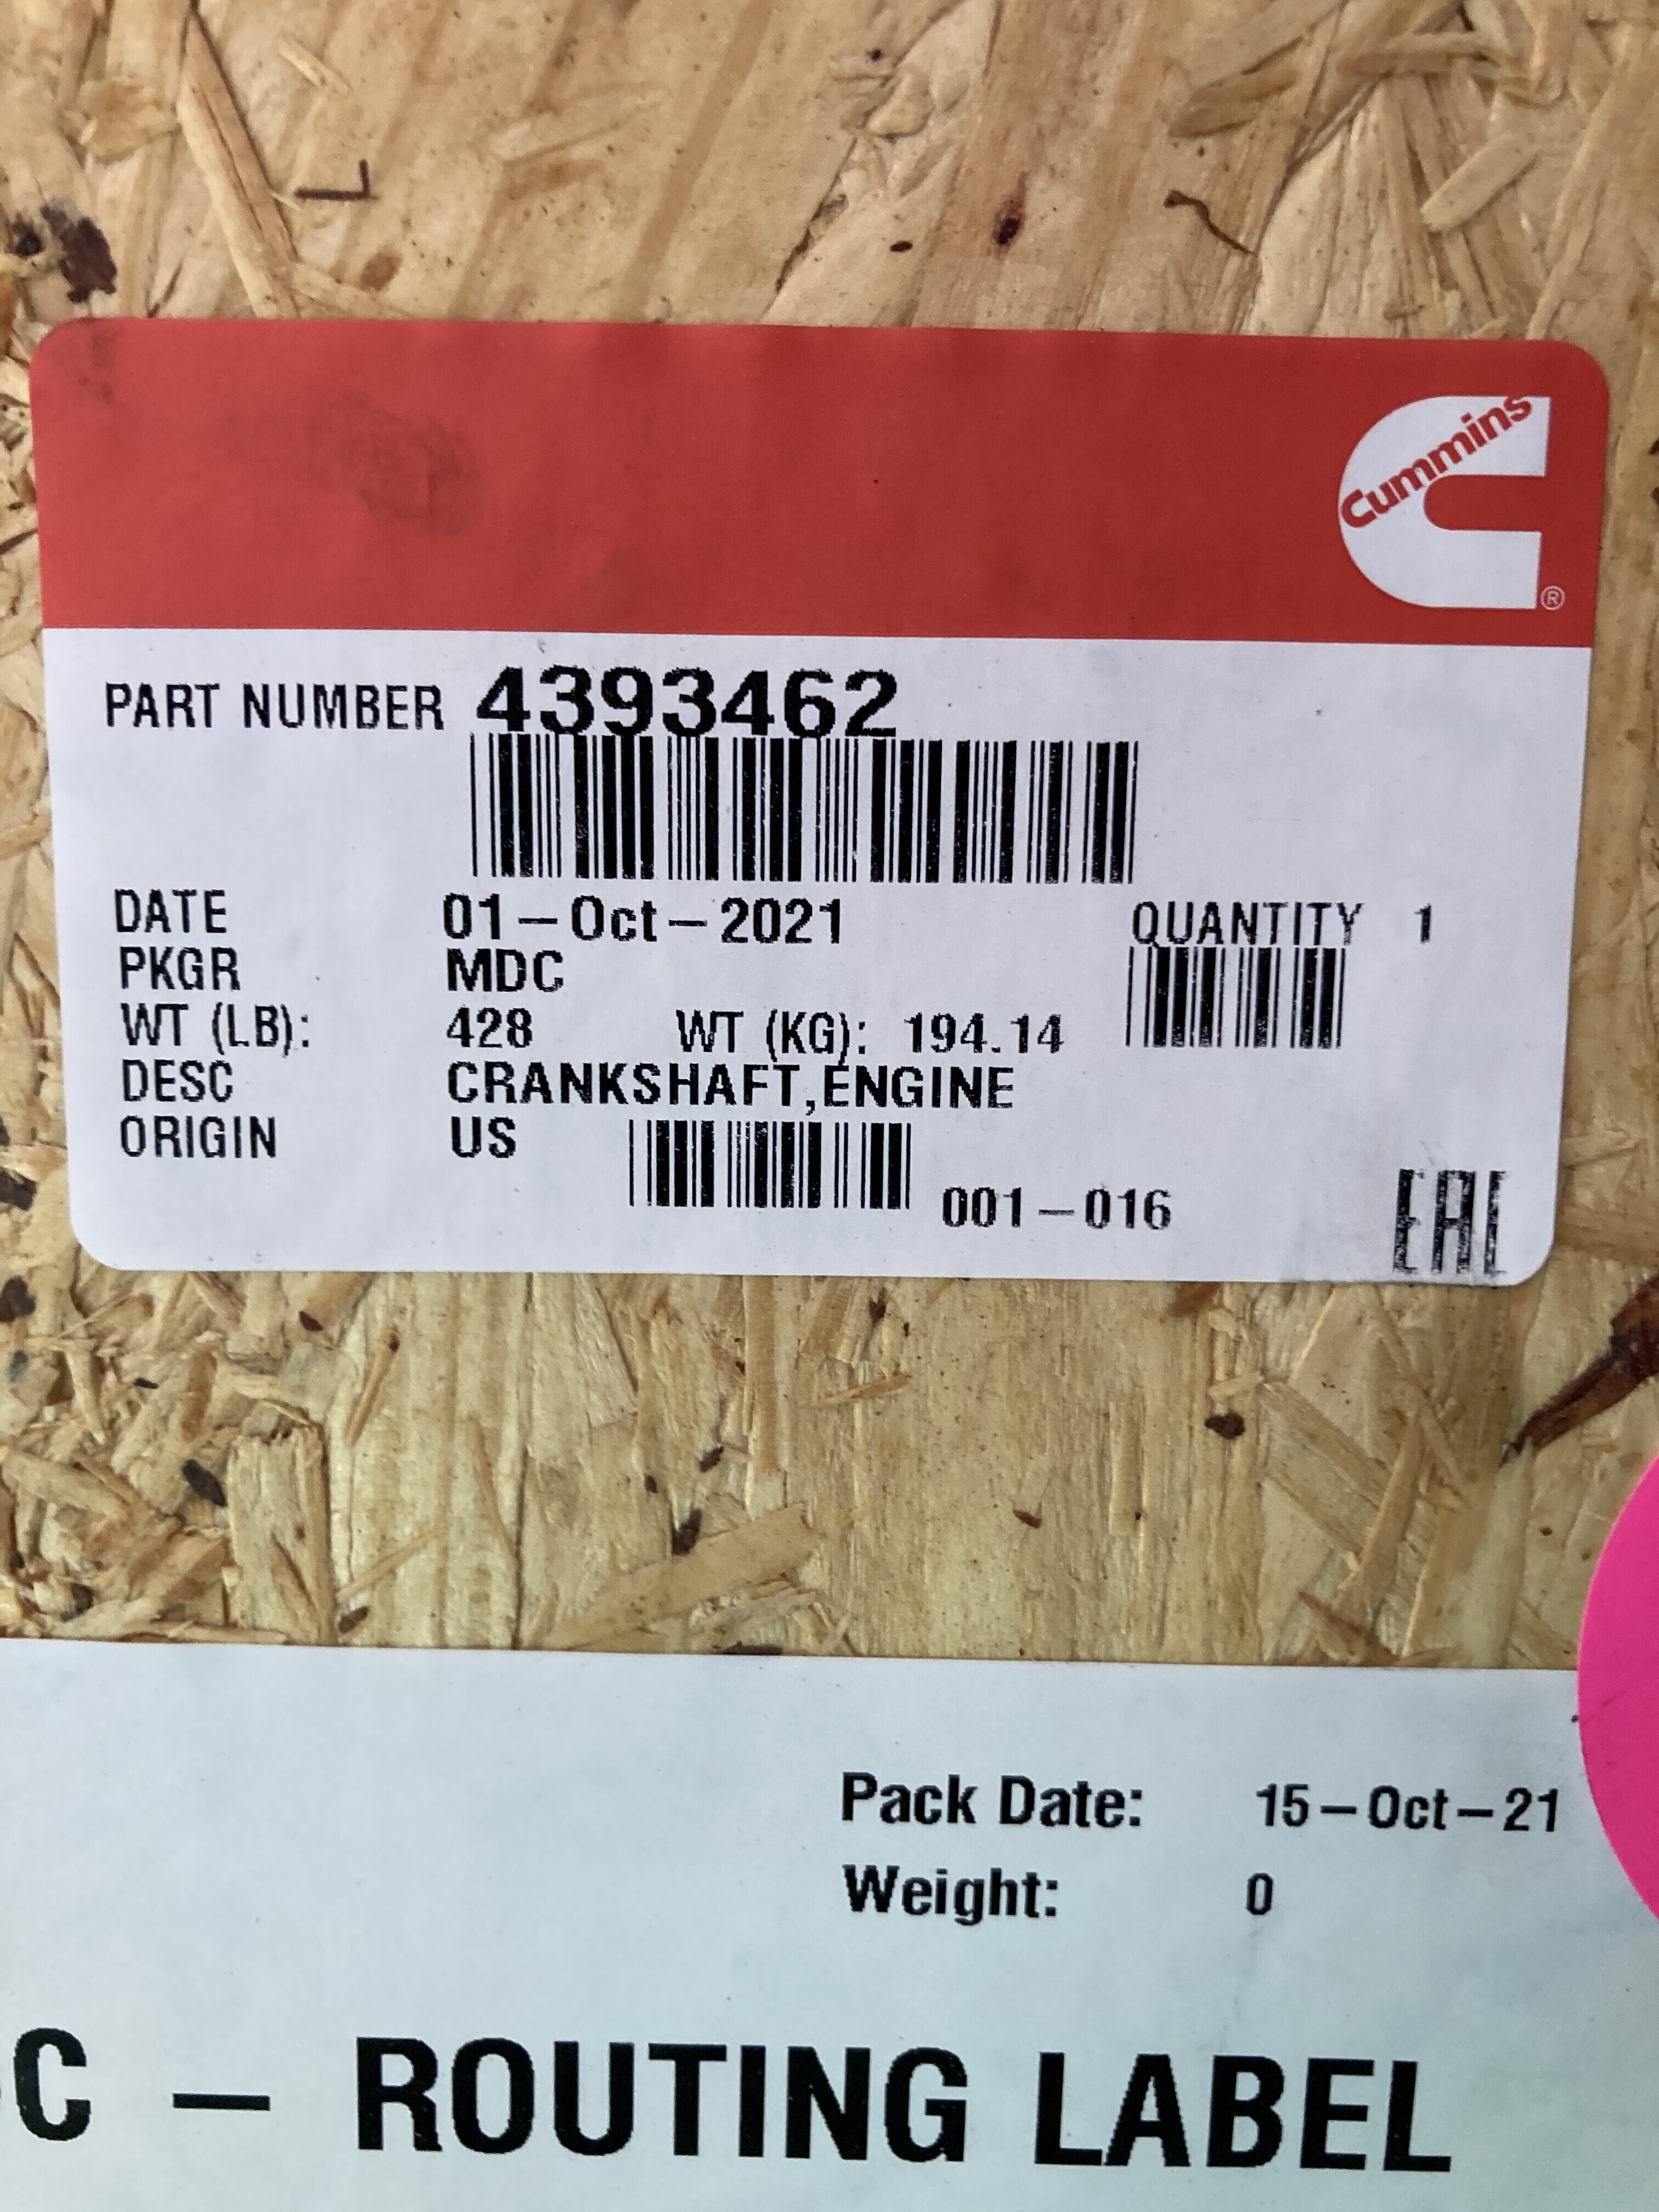 Cummins
®
PART NUMBER 4393462
DATE 01-Oct-2021 QUANTITY 1
PKGR MDC
WT (LB): 428 WT (KG): 194.14
DESC CRANKSHAFT,ENGINE
ORIGIN US
001-016
EAC
Pack Date: 15-Oct-21
Weight: 0
C - ROUTING LABEL